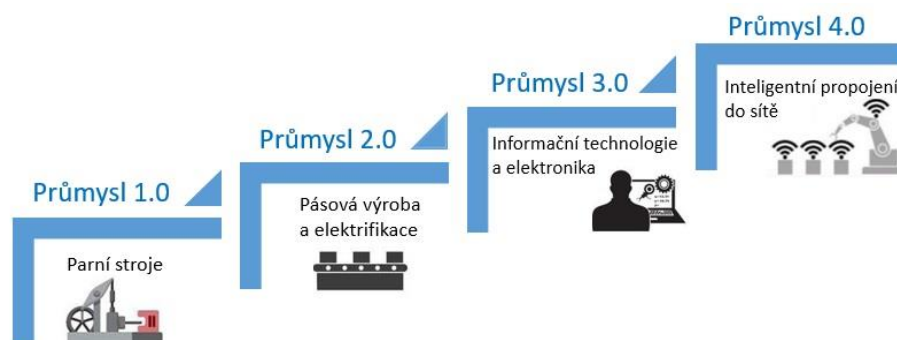 Průmysl 1.0
Parní stroje
Průmysl 2.0
Pásová výroba
a elektrifikace
Průmysl 3.0
Informační technologie
a elektronika
Průmysl 4.0
Inteligentní propojení
do sítě